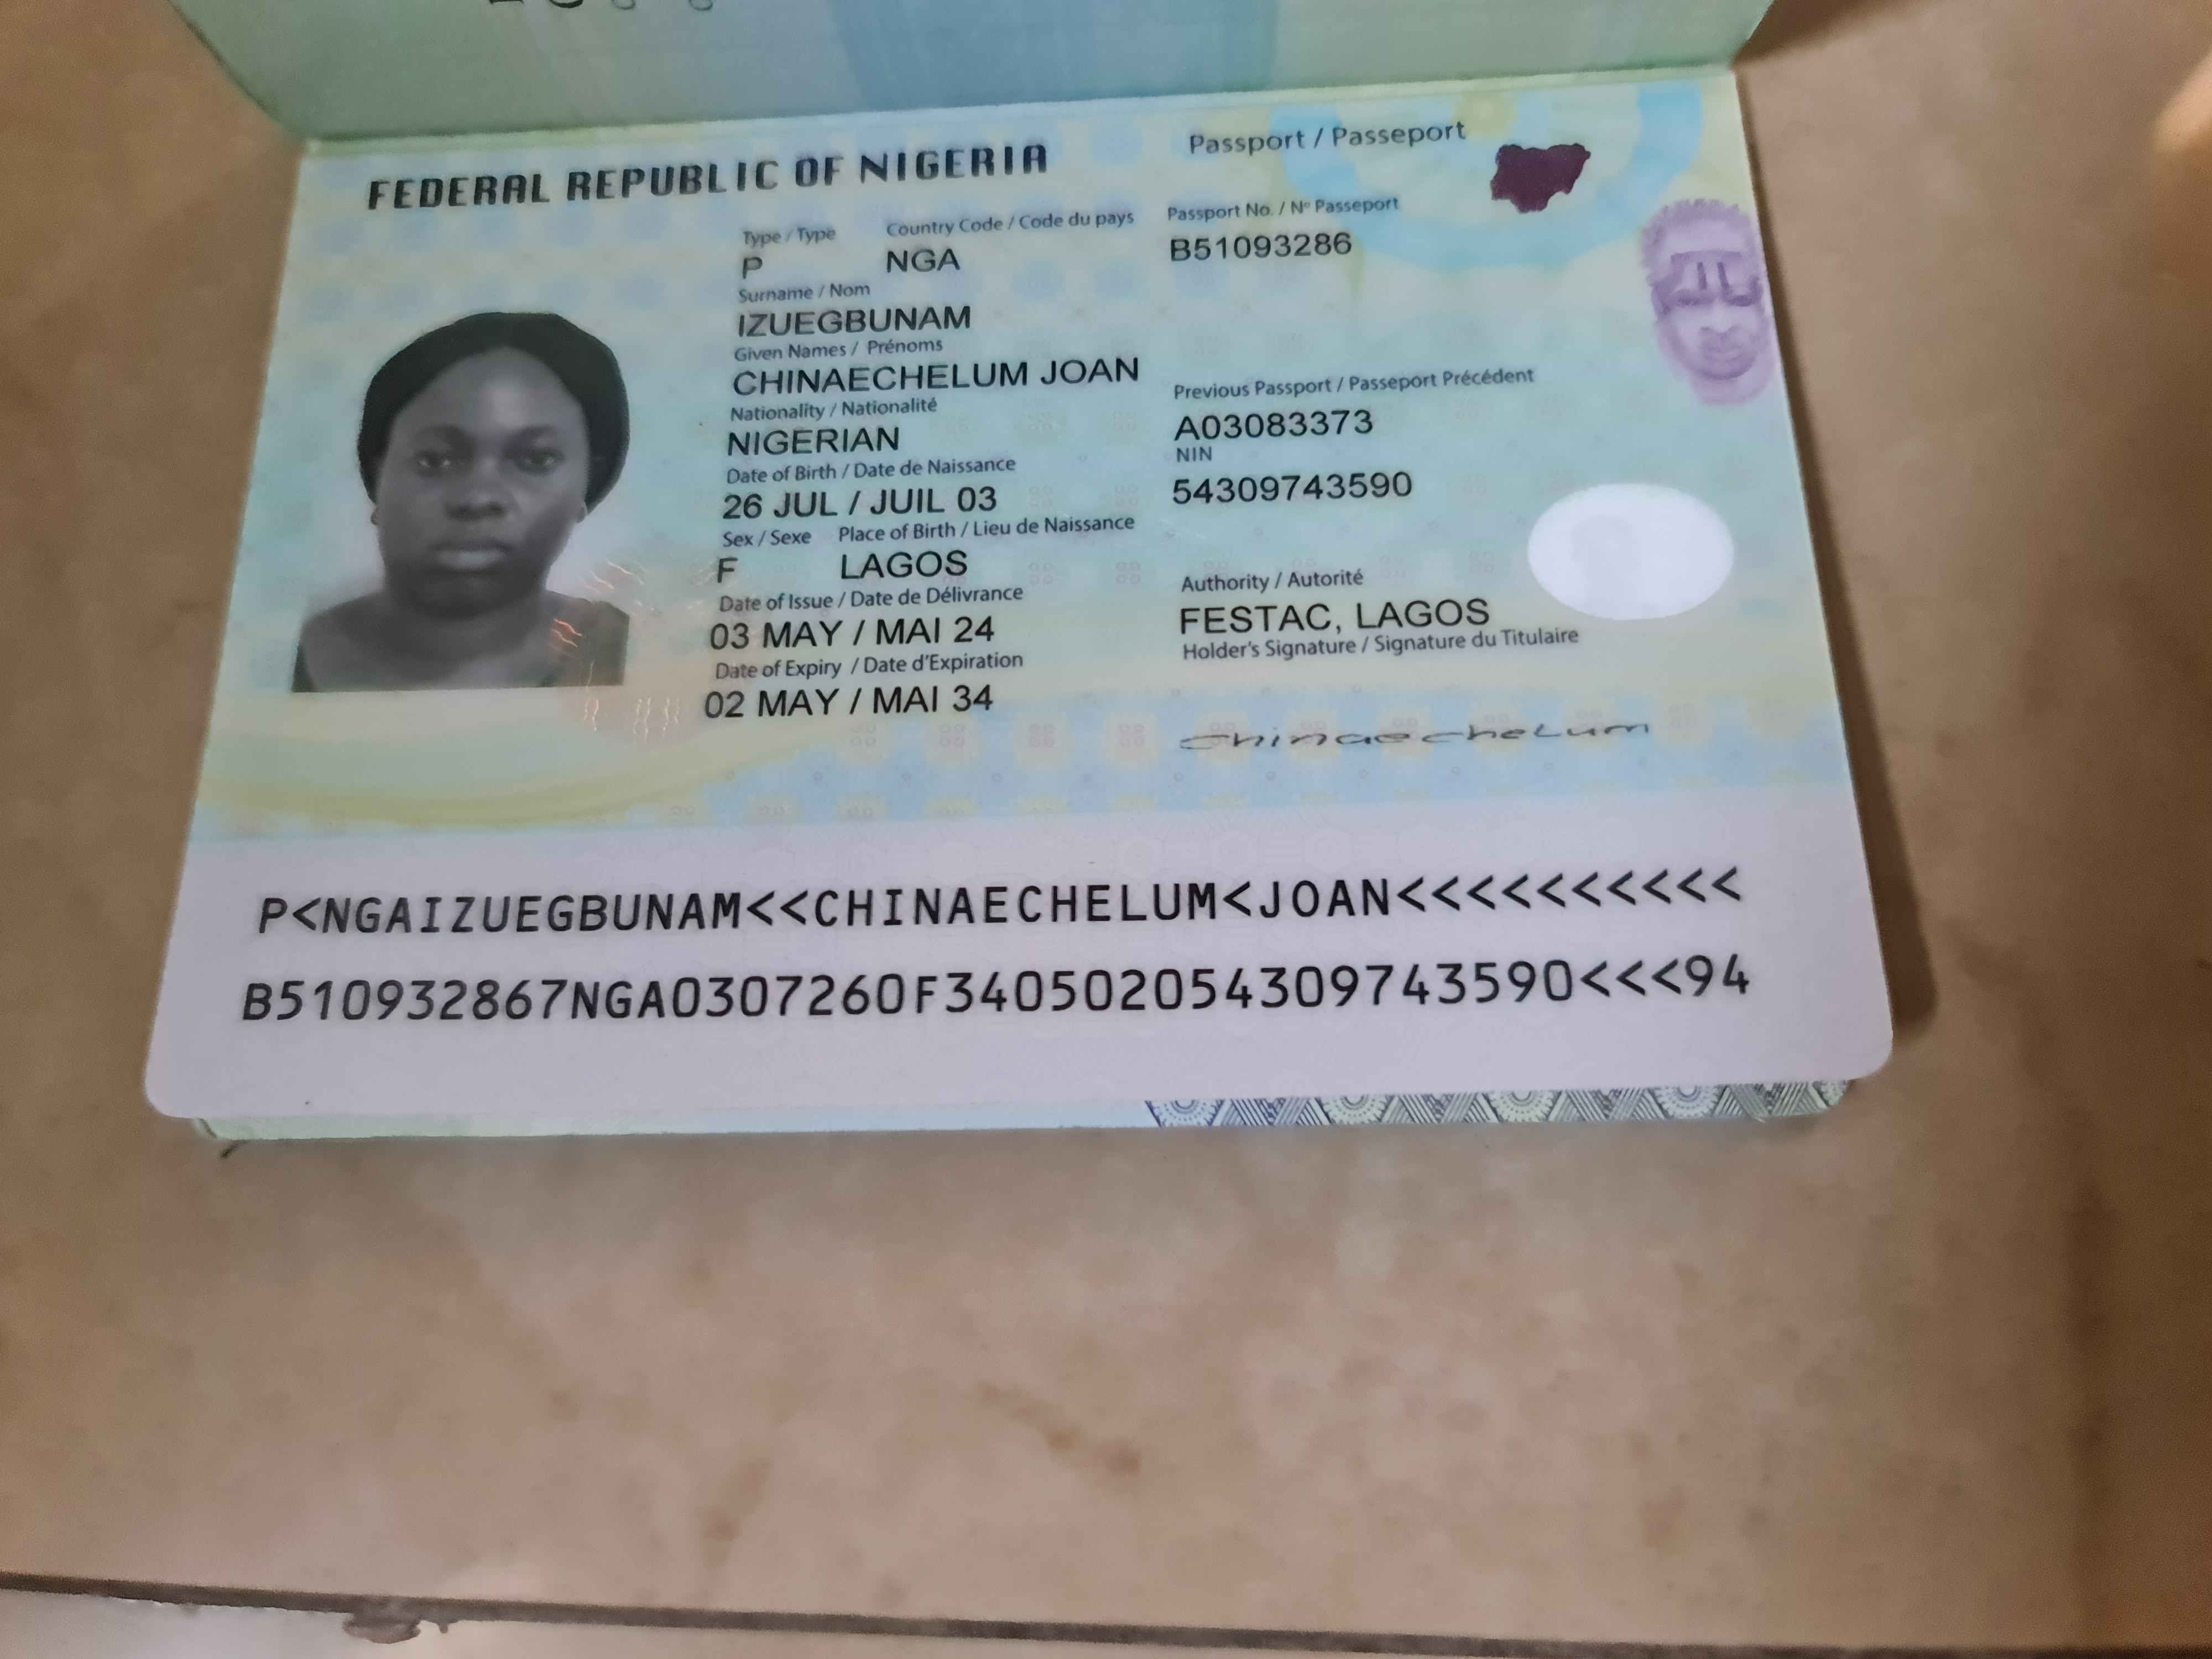 FEDERAL REPUBLIC OF NIGERIA
Passport / Passeport
Type / Type
Country Code / Code du pays
Passport No. / Nº Passeport
P
NGA
B51093286
Surname / Nom
IZUEGBUNAM
Given Names / Prénoms
Previous Passport / Passeport Précédent
CHINAECHELUM JOAN
A03083373
Nationality / Nationalité
NIN
NIGERIAN
54309743590
Date of Birth / Date de Naissance
26 JUL / JUIL 03
Sex / Sexe
Place of Birth / Lieu de Naissance
Authority / Autorité
F
LAGOS
FESTAC, LAGOS
Date of Issue / Date de Délivrance
Holder's Signature / Signature du Titulaire
03 MAY / MAI 24
Date of Expiry / Date d'Expiration
02 MAY / MAI 34
Chinaechelum
P<NGAIZUEGBUNAM<<CHINAECHELUM<JOAN<<<<<<<<<<
B510932867NGA0307260F340502054309743590<<<94